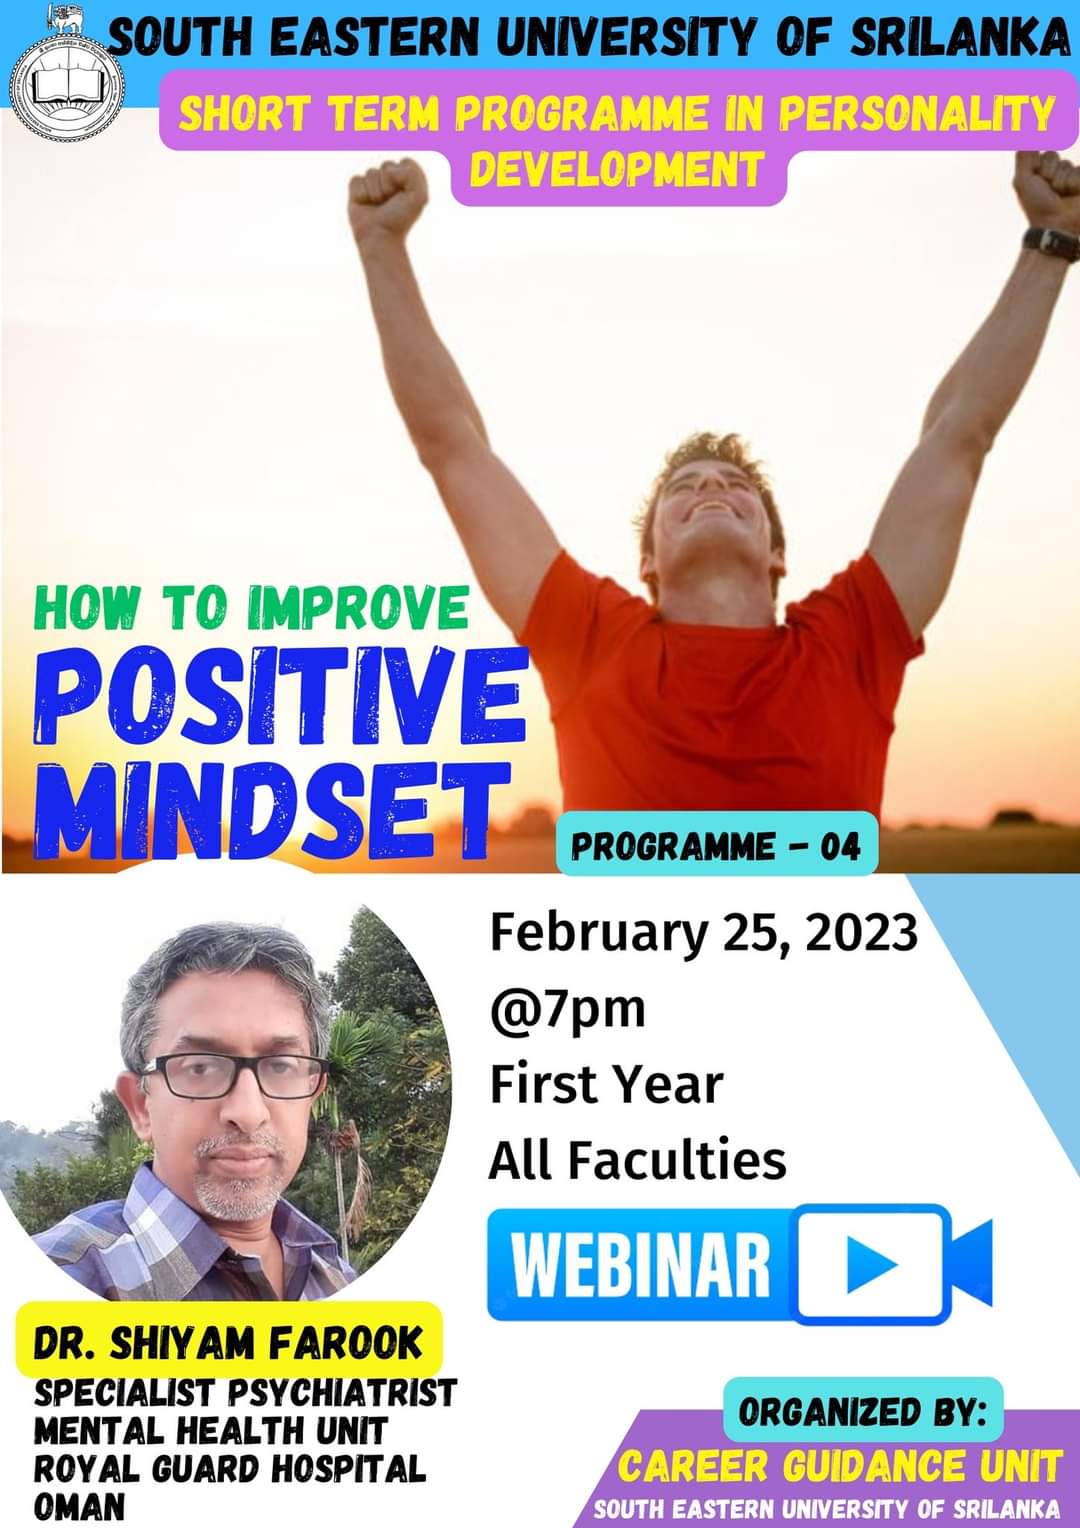 SOUTH EASTERN UNIVERSITY OF SRILANKA
SHORT TERM PROGRAMME IN PERSONALITY
DEVELOPMENT
HOW TO IMPROVE
POSITIVE
MINDSET
PROGRAMME - 04
February 25, 2023
@7pm
First Year
All Faculties
WEBINAR
DR. SHIYAM FAROOK
SPECIALIST PSYCHIATRIST
MENTAL HEALTH UNIT
ROYAL GUARD HOSPITAL
OMAN
ORGANIZED BY:
CAREER GUIDANCE UNIT
SOUTH EASTERN UNIVERSITY OF SRILANKA